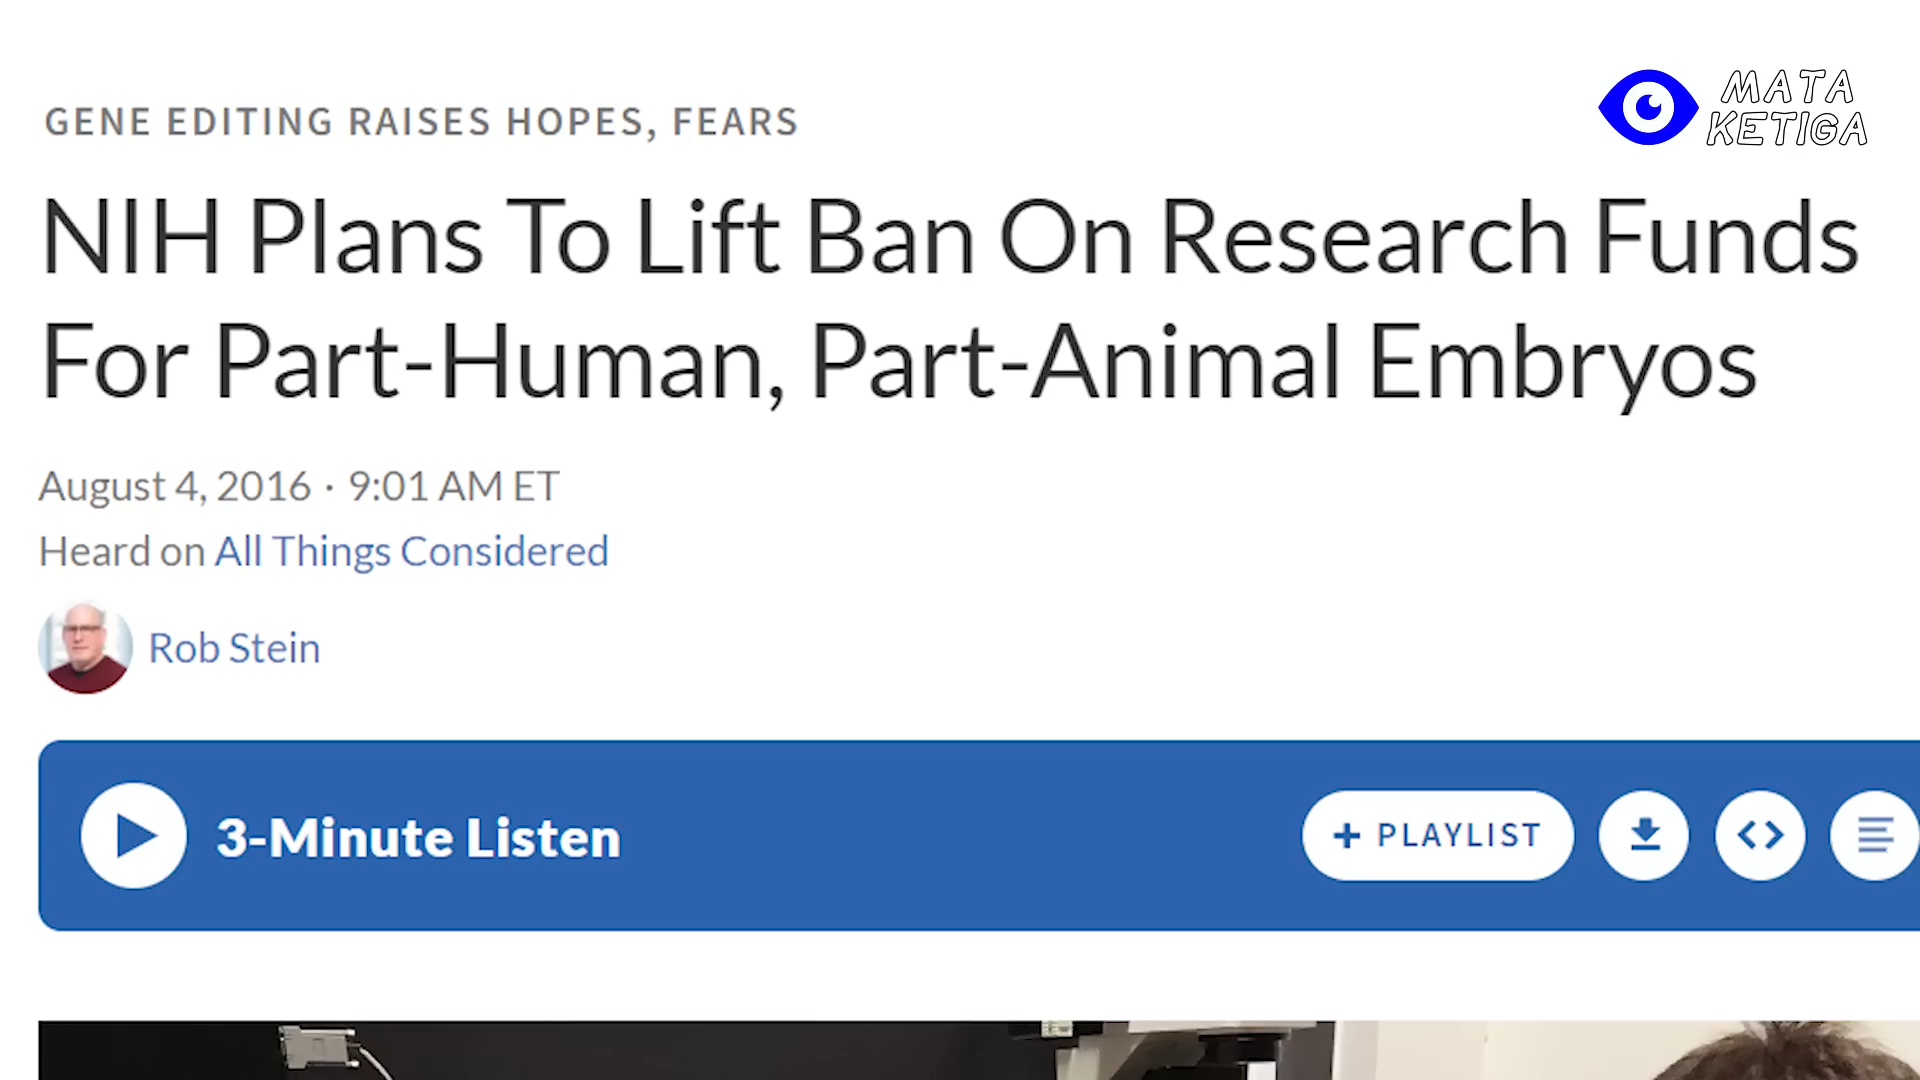 GENE EDITING RAISES HOPES, FEARS
MATA
KETIGA
NIH Plans To Lift Ban On Research Funds
For Part-Human, Part-Animal Embryos
August 4, 2016 · 9:01 AM ET
Heard on All Things Considered
Rob Stein
3-Minute Listen
+ PLAYLIST